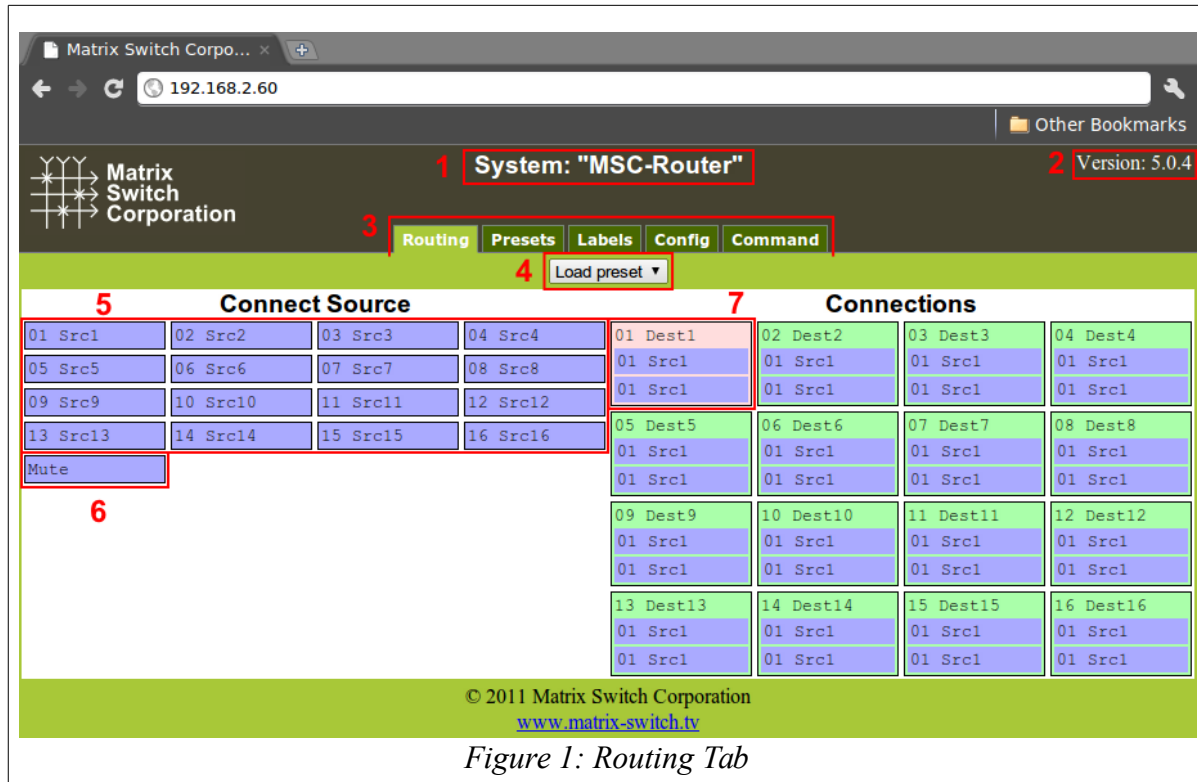 Matrix Switch Corpo... ×
192.168.2.60
Other Bookmarks
Matrix
Switch
Corporation
1 System: "MSC-Router"
2 Version: 5.0.4
3 Routing Presets Labels Config Command
4 Load preset ▼
5 Connect Source
7 Connections
01 Src1 02 Src2 03 Src3 04 Src4
05 Src5 06 Src6 07 Src7 08 Src8
09 Src9 10 Src10 11 Src11 12 Src12
13 Src13 14 Src14 15 Src15 16 Src16
Mute
6
01 Dest1 02 Dest2 03 Dest3 04 Dest4
01 Src1 01 Src1 01 Src1 01 Src1
01 Src1 01 Src1 01 Src1 01 Src1
05 Dest5 06 Dest6 07 Dest7 08 Dest8
01 Src1 01 Src1 01 Src1 01 Src1
01 Src1 01 Src1 01 Src1 01 Src1
09 Dest9 10 Dest10 11 Dest11 12 Dest12
01 Src1 01 Src1 01 Src1 01 Src1
01 Src1 01 Src1 01 Src1 01 Src1
13 Dest13 14 Dest14 15 Dest15 16 Dest16
01 Src1 01 Src1 01 Src1 01 Src1
01 Src1 01 Src1 01 Src1 01 Src1
© 2011 Matrix Switch Corporation
www.matrix-switch.tv
Figure 1: Routing Tab